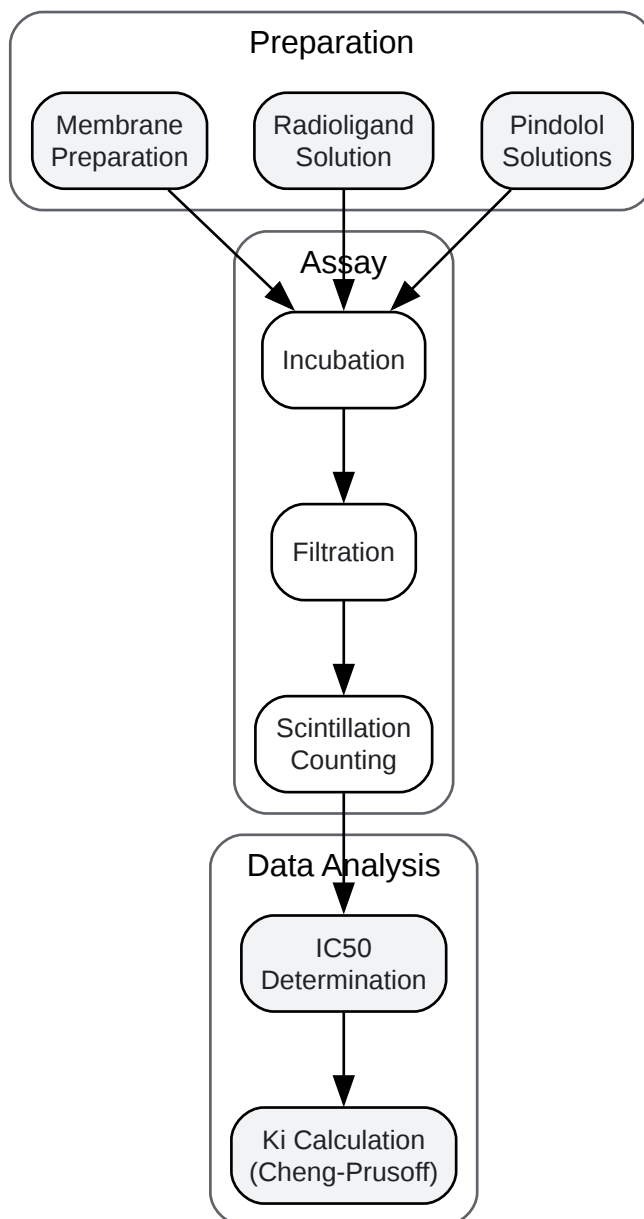 Preparation
Membrane
Preparation
Radioligand
Solution
Pindolol
Solutions
Assay
Incubation
Filtration
Scintillation
Counting
Data Analysis
IC50
Determination
Ki Calculation
(Cheng-Prusoff)